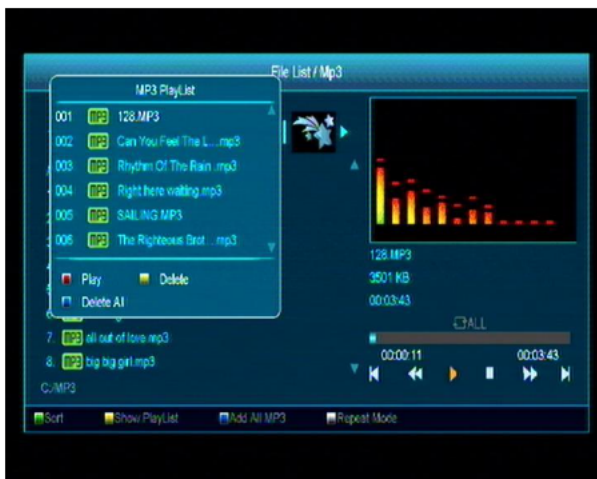 File List / Mp3
MP3 PlayList
001 MP3 128.MP3
002 MP3 Can You Feel The L....mp3
003 MP3 Rhythm Of The Rain .mp3
004 MP3 Right here waiting.mp3
005 MP3 SAILING.MP3
006 MP3 The Righteous Brot....mp3
Play Delete
Delete All
7. MP3 all out of love.mp3
8. MP3 big big girl.mp3
C:/MP3
128.MP3
3501 KB
00:03:43
ALL
00:00:11 00:03:43
Sort Show PlayList Add All MP3 Repeat Mode